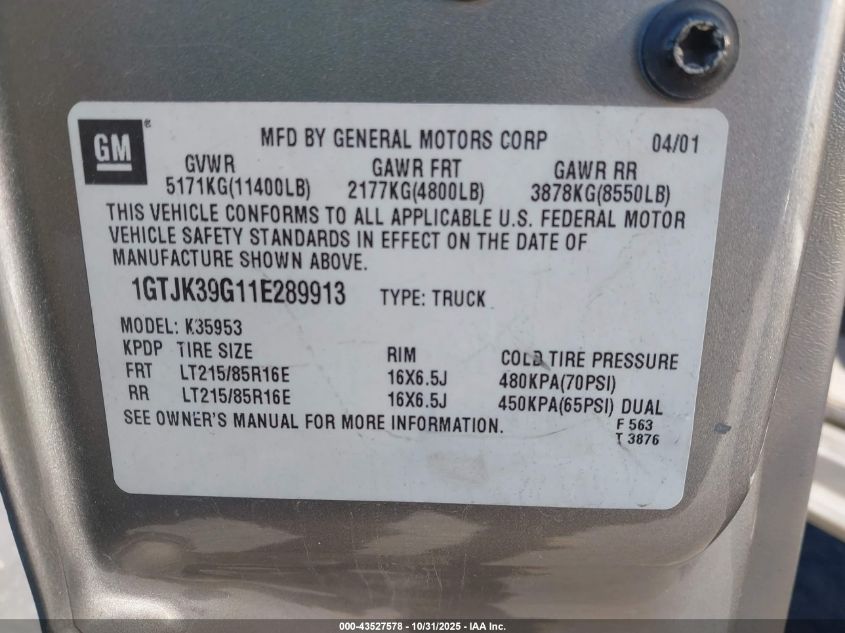 GM ®
MFD BY GENERAL MOTORS CORP 04/01
GVWR GAWR FRT GAWR RR
5171KG(11400LB) 2177KG(4800LB) 3878KG(8550LB)
THIS VEHICLE CONFORMS TO ALL APPLICABLE U.S. FEDERAL MOTOR
VEHICLE SAFETY STANDARDS IN EFFECT ON THE DATE OF
MANUFACTURE SHOWN ABOVE.
1GTJK39G11E289913 TYPE: TRUCK
MODEL: K35953
KPDP TIRE SIZE RIM COLD TIRE PRESSURE
FRT LT215/85R16E 16X6.5J 480KPA(70PSI)
RR LT215/85R16E 16X6.5J 450KPA(65PSI) DUAL
SEE OWNER'S MANUAL FOR MORE INFORMATION. F 563
T 3876
000-43527578 - 10/31/2025 - IAA Inc.